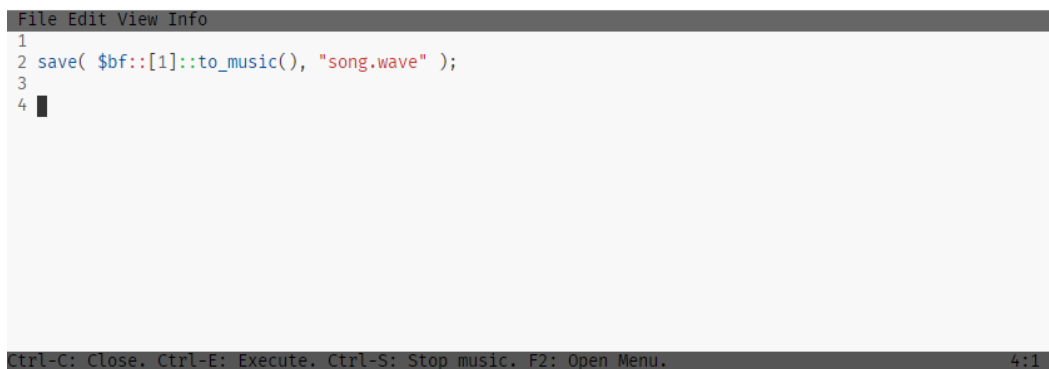 File Edit View Info
1
2 save( $bf::[1]::to_music(), "song.wave" );
3
4
Ctrl-C: Close. Ctrl-E: Execute. Ctrl-S: Stop music. F2: Open Menu. 4:1